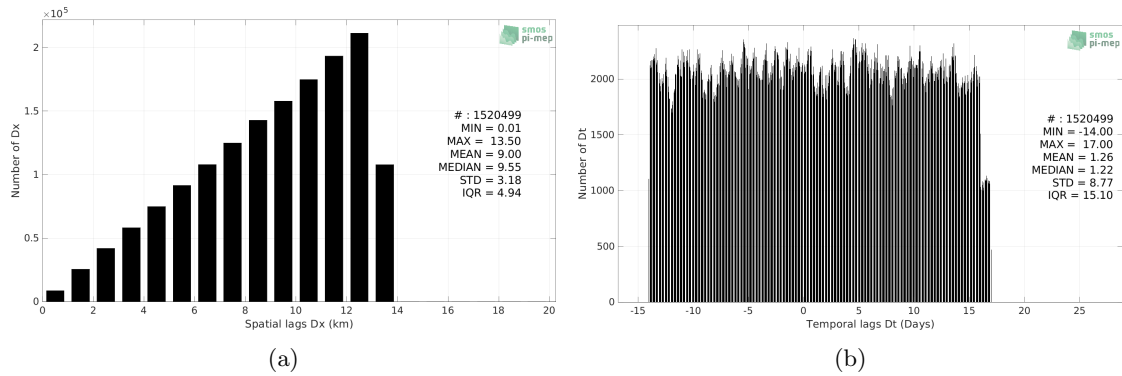 ×10^5
smos
pi-mep
2
1.5
1
0.5
0
Number of Dx
# : 1520499
MIN = 0.01
MAX = 13.50
MEAN = 9.00
MEDIAN = 9.55
STD = 3.18
IQR = 4.94
0 2 4 6 8 10 12 14 16 18 20
Spatial lags Dx (km)
(a)
smos
pi-mep
2000
1500
1000
500
0
Number of Dt
# : 1520499
MIN = -14.00
MAX = 17.00
MEAN = 1.26
MEDIAN = 1.22
STD = 8.77
IQR = 15.10
-15 -10 -5 0 5 10 15 20 25
Temporal lags Dt (Days)
(b)